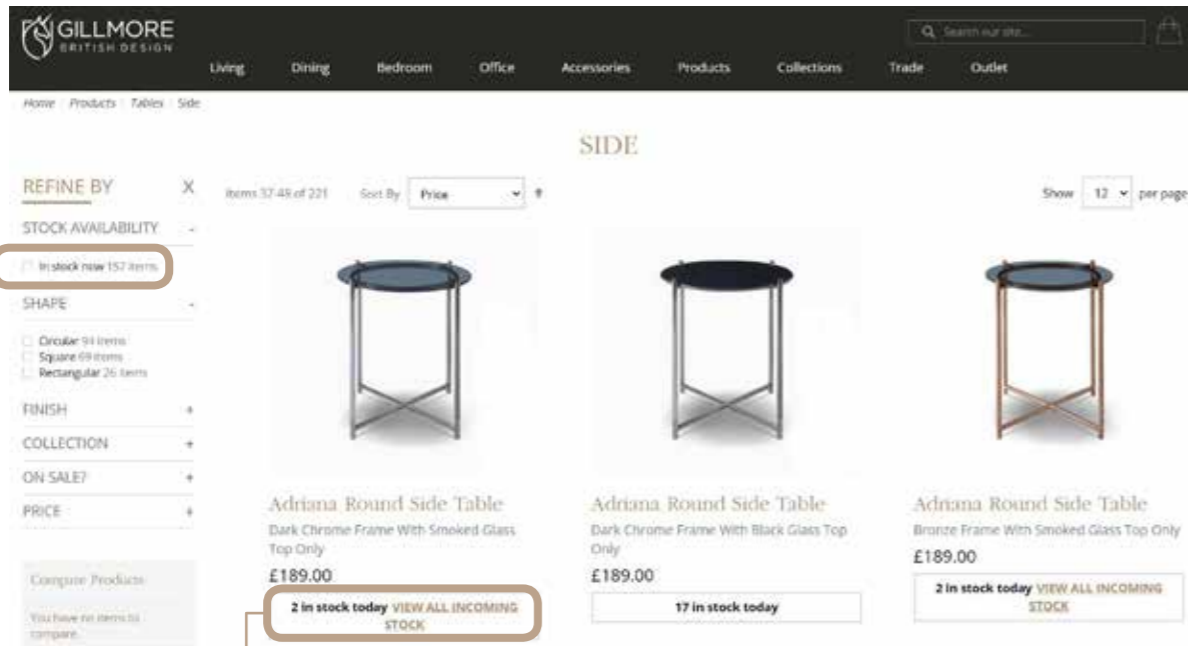 GILLMORE
BRITISH DESIGN
Search our site...
Living Dining Bedroom Office Accessories Products Collections Trade Outlet
Home Products Tables Side
SIDE
REFINE BY X
Items 37-48 of 221 Sort By Price
Show 12 per page
STOCK AVAILABILITY -
In stock now 157 items
SHAPE -
Circular 94 items
Square 69 items
Rectangular 26 items
FINISH +
COLLECTION +
ON SALE? +
PRICE +
Compare Products
You have no items to
compare.
Adriana Round Side Table
Dark Chrome Frame With Smoked Glass
Top Only
£189.00
2 in stock today VIEW ALL INCOMING
STOCK
Adriana Round Side Table
Dark Chrome Frame With Black Glass Top
Only
£189.00
17 in stock today
Adriana Round Side Table
Bronze Frame With Smoked Glass Top Only
£189.00
2 in stock today VIEW ALL INCOMING
STOCK